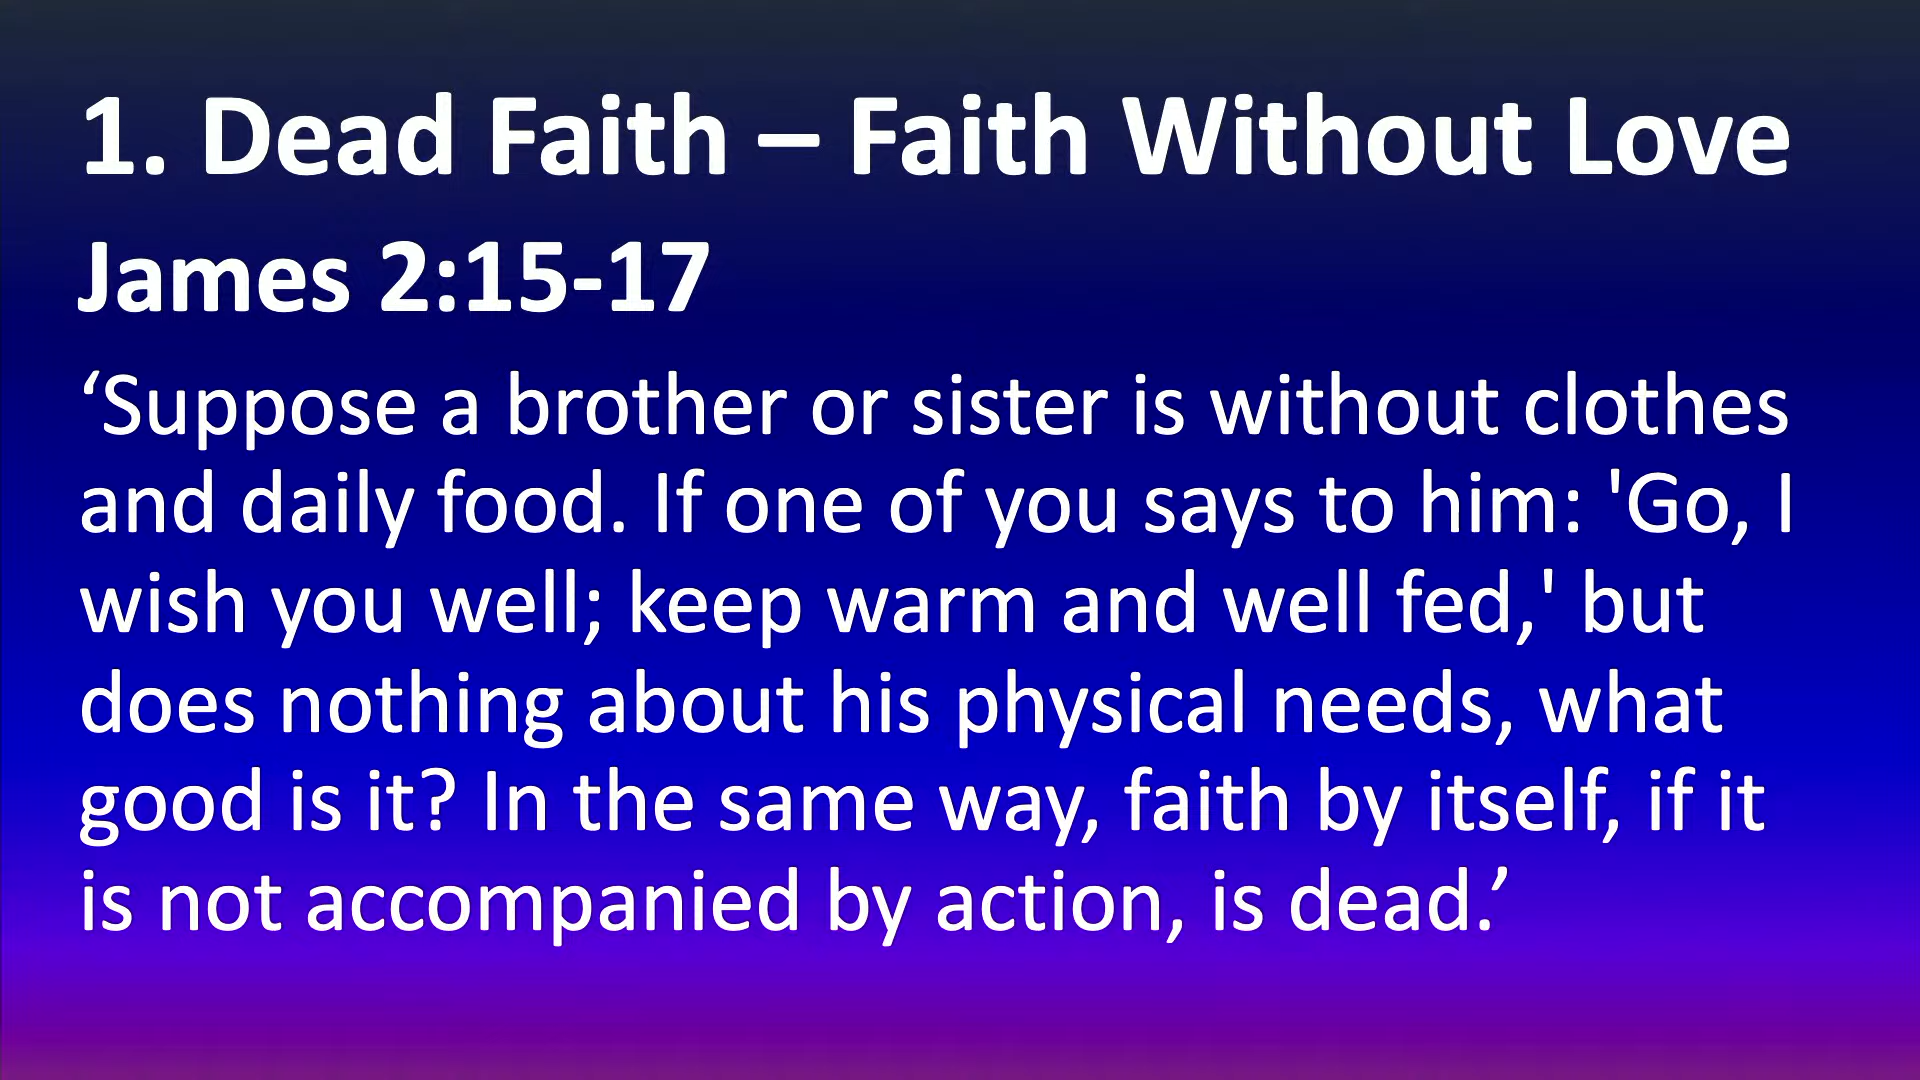 1. Dead Faith – Faith Without Love
James 2:15-17
‘Suppose a brother or sister is without clothes
and daily food. If one of you says to him: 'Go, I
wish you well; keep warm and well fed,' but
does nothing about his physical needs, what
good is it? In the same way, faith by itself, if it
is not accompanied by action, is dead.’